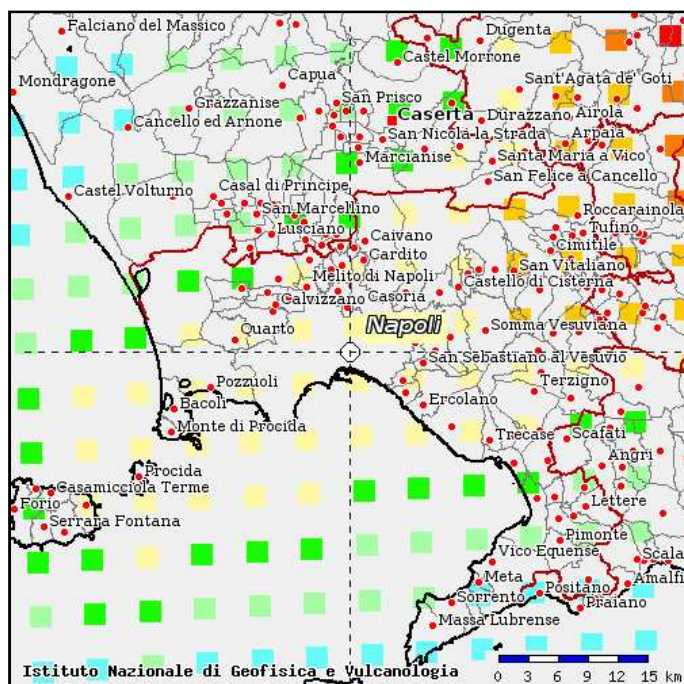 Falciano del Massico
Dugenta
Castel Morrone
Mondragone
Capua
Sant'Agata de' Goti
Grazzanise
San Prisco
Caserta
Durazzano
Airola
Cancello ed Arnone
San Nicola la Strada
Arpaia
Marcianise
Santa Maria a Vico
San Felice a Cancello
Castel Volturno
Casal di Principe
San Marcellino
Roccarainola
Lusciano
Caivano
Tufino
Cardito
Cimitile
Melito di Napoli
San Vitaliano
Calvizzano
Casoria
Castello di Cisterna
Quarto
Napoli
Somma Vesuviana
San Sebastiano al Vesuvio
Pozzuoli
Terzigno
Bacoli
Ercolano
Monte di Procida
Trecase
Scafati
Procida
Angri
Casamicciola Terme
Forio
Lettere
Serrara Fontana
Pimonte
Vico Equense
Scala
Meta
Positano
Amalfi
Sorrento
Praiano
Massa Lubrense
Istituto Nazionale di Geofisica e Vulcanologia
0 3 6 9 12 15 km